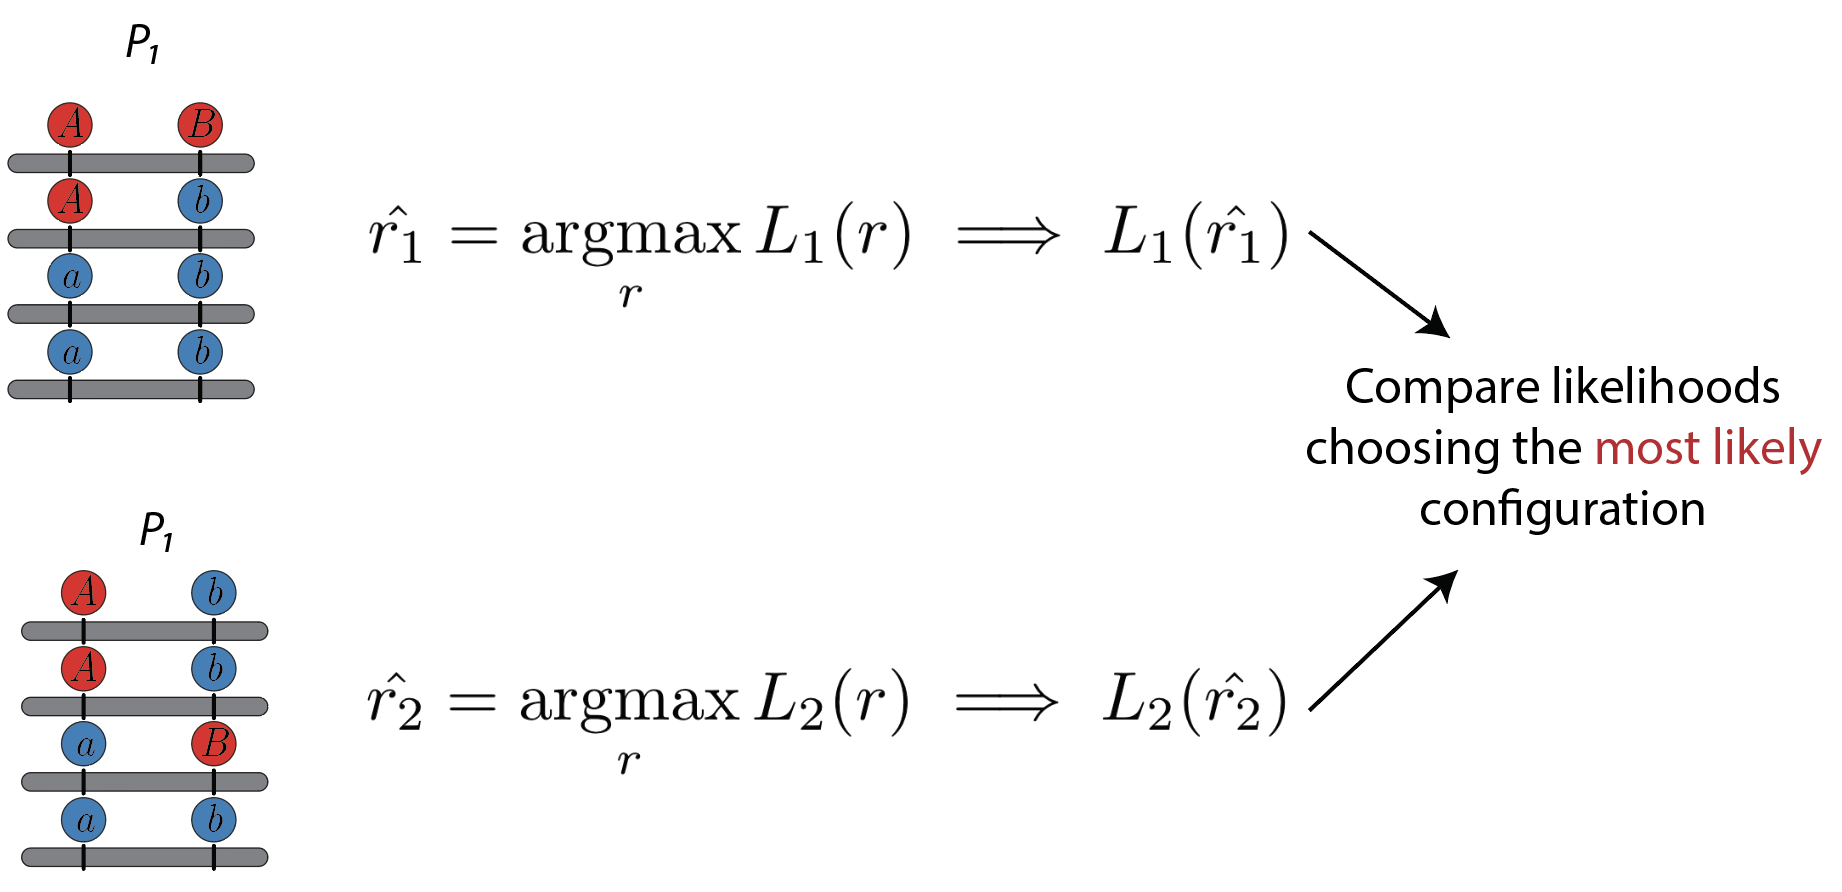 P₁
A B
A b
a b
a b
r̂₁ = argmax L₁(r) ⟹ L₁(r̂₁)
r
Compare likelihoods
choosing the most likely
configuration
P₁
A b
A b
a B
a b
r̂₂ = argmax L₂(r) ⟹ L₂(r̂₂)
r